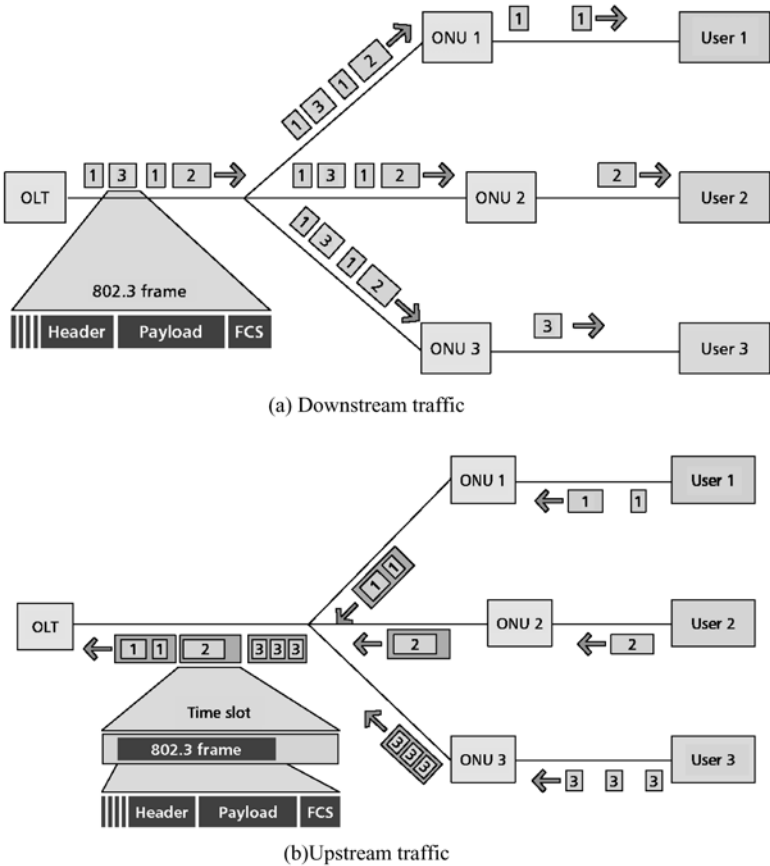 1 1 ONU 1 User 1
1 3 1 2
1 3 1 2
OLT
1 3 1 2
ONU 2
2
User 2
1 3 1 2
802.3 frame
Header Payload FCS
ONU 3
3
User 3
(a) Downstream traffic
ONU 1
User 1
1 1
1 1
OLT
1 1 2 3 3 3
2
ONU 2
2
User 2
Time slot
802.3 frame
3 3 3
ONU 3
3 3 3
User 3
Header Payload FCS
(b)Upstream traffic